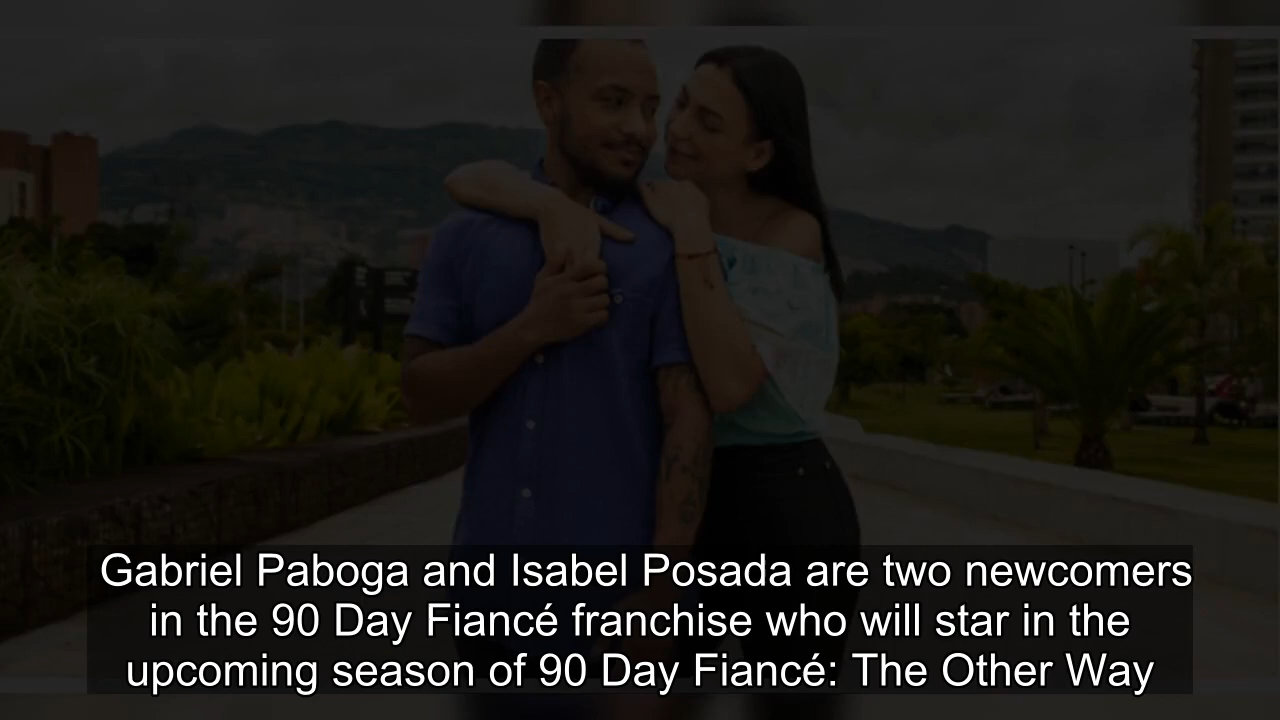 Gabriel Paboga and Isabel Posada are two newcomers
in the 90 Day Fiancé franchise who will star in the
upcoming season of 90 Day Fiancé: The Other Way